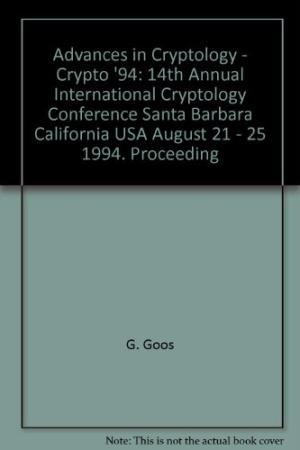 Advances in Cryptology -
Crypto '94: 14th Annual
International Cryptology
Conference Santa Barbara
California USA August 21 - 25
1994. Proceeding
G. Goos
Note: This is not the actual book cover